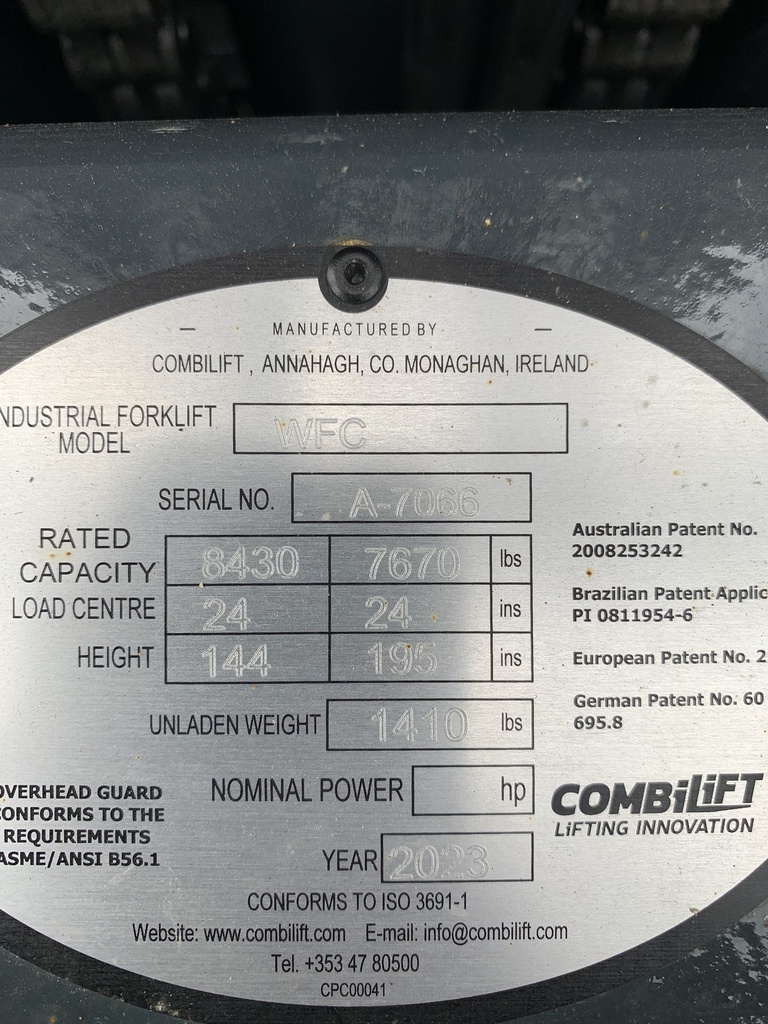 MANUFACTURED BY
COMBILIFT, ANNAHAGH, CO. MONAGHAN, IRELAND
INDUSTRIAL FORKLIFT MODEL WFC
SERIAL NO. A-7066
RATED CAPACITY 8430 7670 lbs
LOAD CENTRE 24 24 ins
HEIGHT 144 195 ins
UNLADEN WEIGHT 1410 lbs
NOMINAL POWER hp
YEAR 2023
Australian Patent No.
2008253242
Brazilian Patent Applic
PI 0811954-6
European Patent No. 2
German Patent No. 60
695.8
OVERHEAD GUARD
CONFORMS TO THE
REQUIREMENTS
ASME/ANSI B56.1
COMBiLiFT
LiFTING INNOVATION
CONFORMS TO ISO 3691-1
Website: www.combilift.com E-mail: info@combilift.com
Tel. +353 47 80500
CPC00041